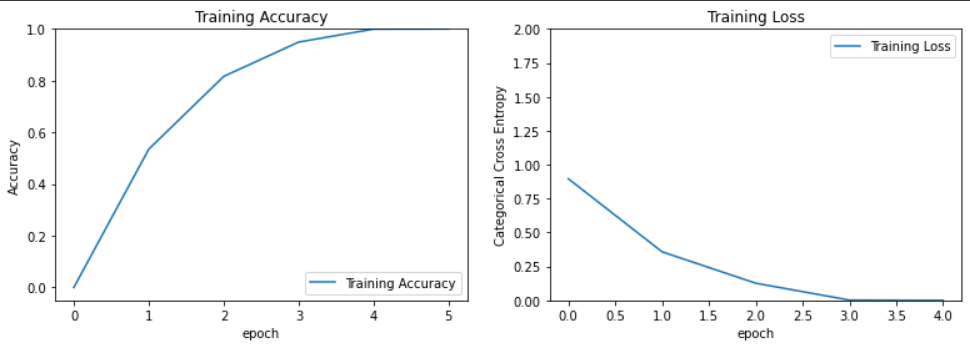 Training Accuracy
1.0
0.8
0.6
0.4
0.2
0.0
Accuracy
Training Accuracy
0 1 2 3 4 5
epoch
Training Loss
2.00
1.75
1.50
1.25
1.00
0.75
0.50
0.25
0.00
Categorical Cross Entropy
Training Loss
0.0 0.5 1.0 1.5 2.0 2.5 3.0 3.5 4.0
epoch